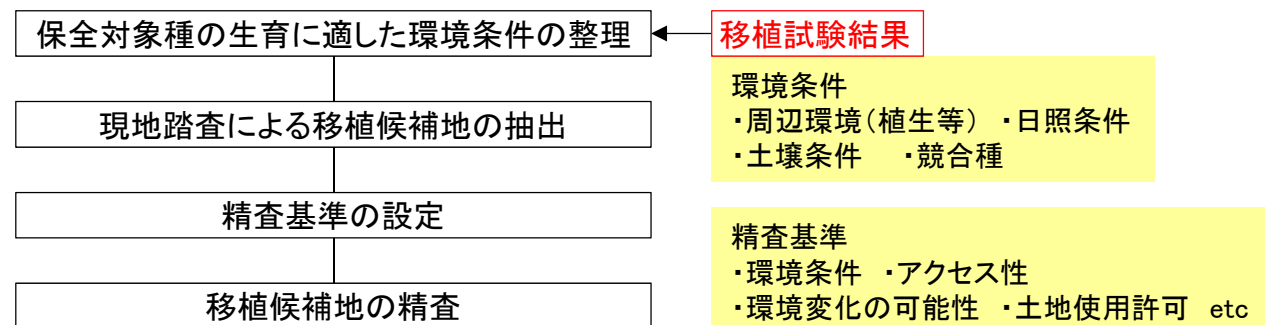 保全対象種の生育に適した環境条件の整理
移植試験結果
環境条件
・周辺環境(植生等) ・日照条件
・土壌条件 ・競合種
現地踏査による移植候補地の抽出
精査基準の設定
精査基準
・環境条件 ・アクセス性
・環境変化の可能性 ・土地使用許可 etc
移植候補地の精査